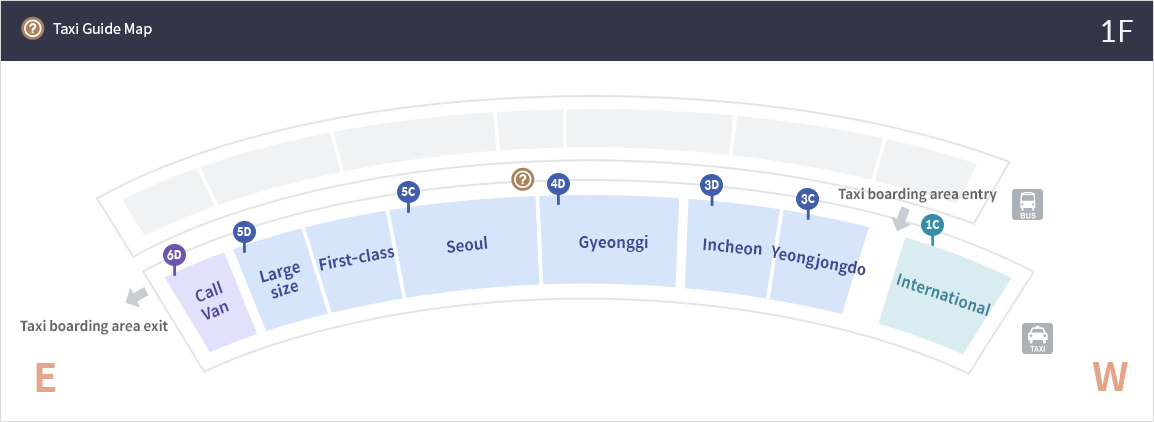 ? Taxi Guide Map
1F
Taxi boarding area entry
BUS
?
6D
5D
5C
4D
3D
3C
1C
Call
Van
Large
size
First-class
Seoul
Gyeonggi
Incheon
Yeongjongdo
International
Taxi boarding area exit
TAXI
E
W